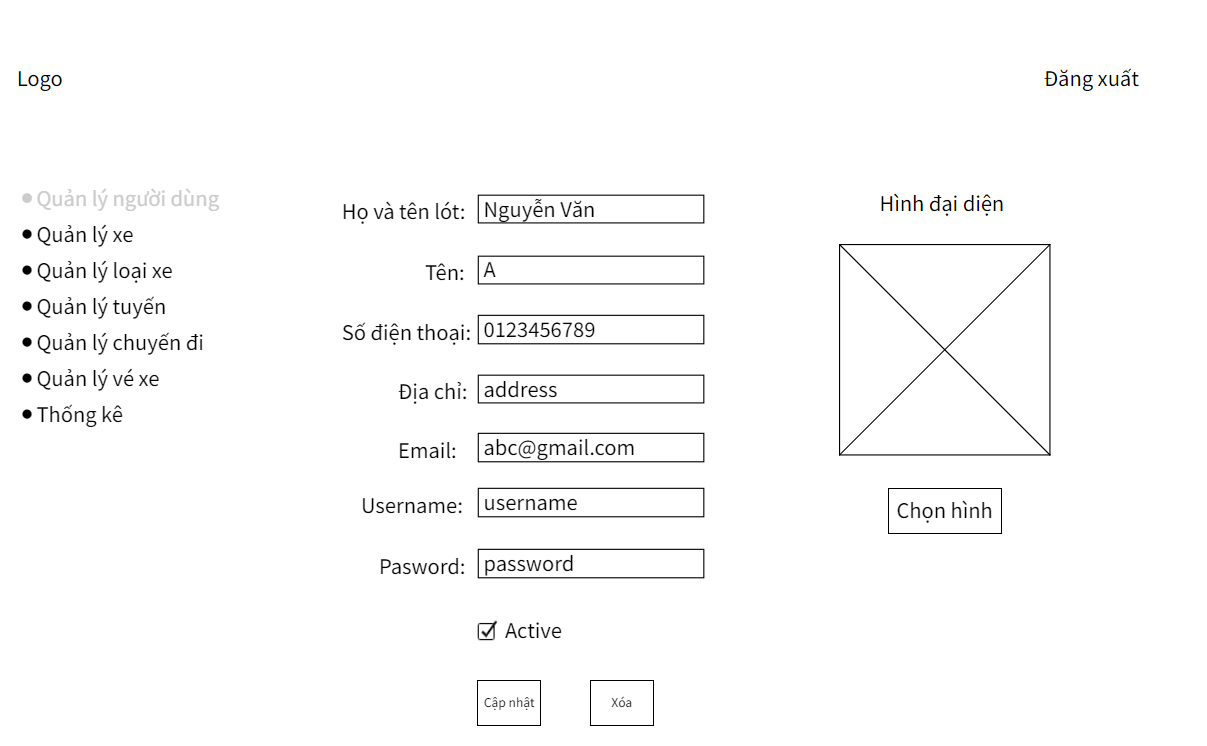 Logo
Đăng xuất
Quản lý người dùng
Quản lý xe
Quản lý loại xe
Quản lý tuyến
Quản lý chuyến đi
Quản lý vé xe
Thống kê
Họ và tên lót: Nguyễn Văn
Tên: A
Số điện thoại: 0123456789
Địa chỉ: address
Email: abc@gmail.com
Username: username
Pasword: password
Active
Cập nhật Xóa
Hình đại diện
Chọn hình